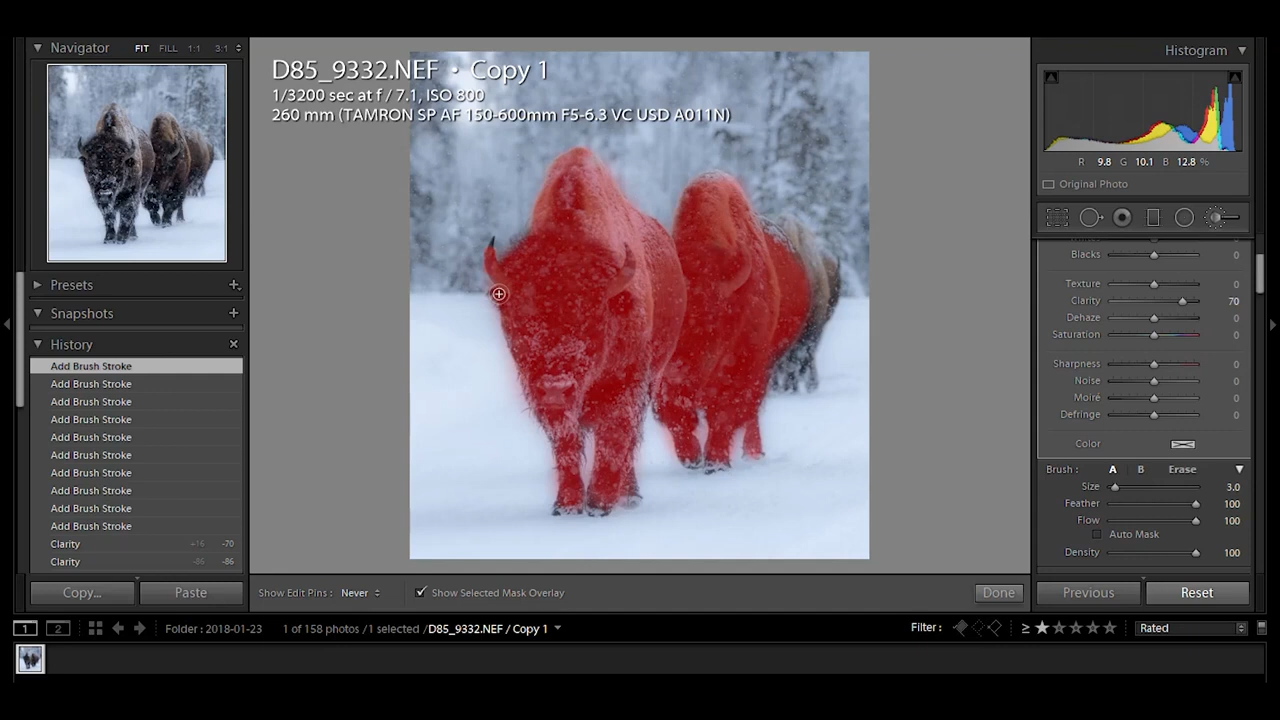 Navigator FIT FILL 1:1 3:1
Presets
Snapshots
History
Add Brush Stroke
Add Brush Stroke
Add Brush Stroke
Add Brush Stroke
Add Brush Stroke
Add Brush Stroke
Add Brush Stroke
Add Brush Stroke
Add Brush Stroke
Add Brush Stroke
Clarity +16 -70
Clarity -86 -86
Copy... Paste
D85_9332.NEF • Copy 1
1/3200 sec at f / 7.1, ISO 800
260 mm (TAMRON SP AF 150-600mm F5-6.3 VC USD A011N)
Show Edit Pins : Never Show Selected Mask Overlay Done
Histogram
R 9.8 G 10.1 B 12.8 %
Original Photo
Blacks 0
Texture 0
Clarity 70
Dehaze 0
Saturation 0
Sharpness 0
Noise 0
Moiré 0
Defringe 0
Color
Brush : A B Erase
Size 3.0
Feather 100
Flow 100
Auto Mask
Density 100
Previous Reset
1 2 Folder : 2018-01-23 1 of 158 photos /1 selected /D85_9332.NEF / Copy 1 Filter : ≥ Rated